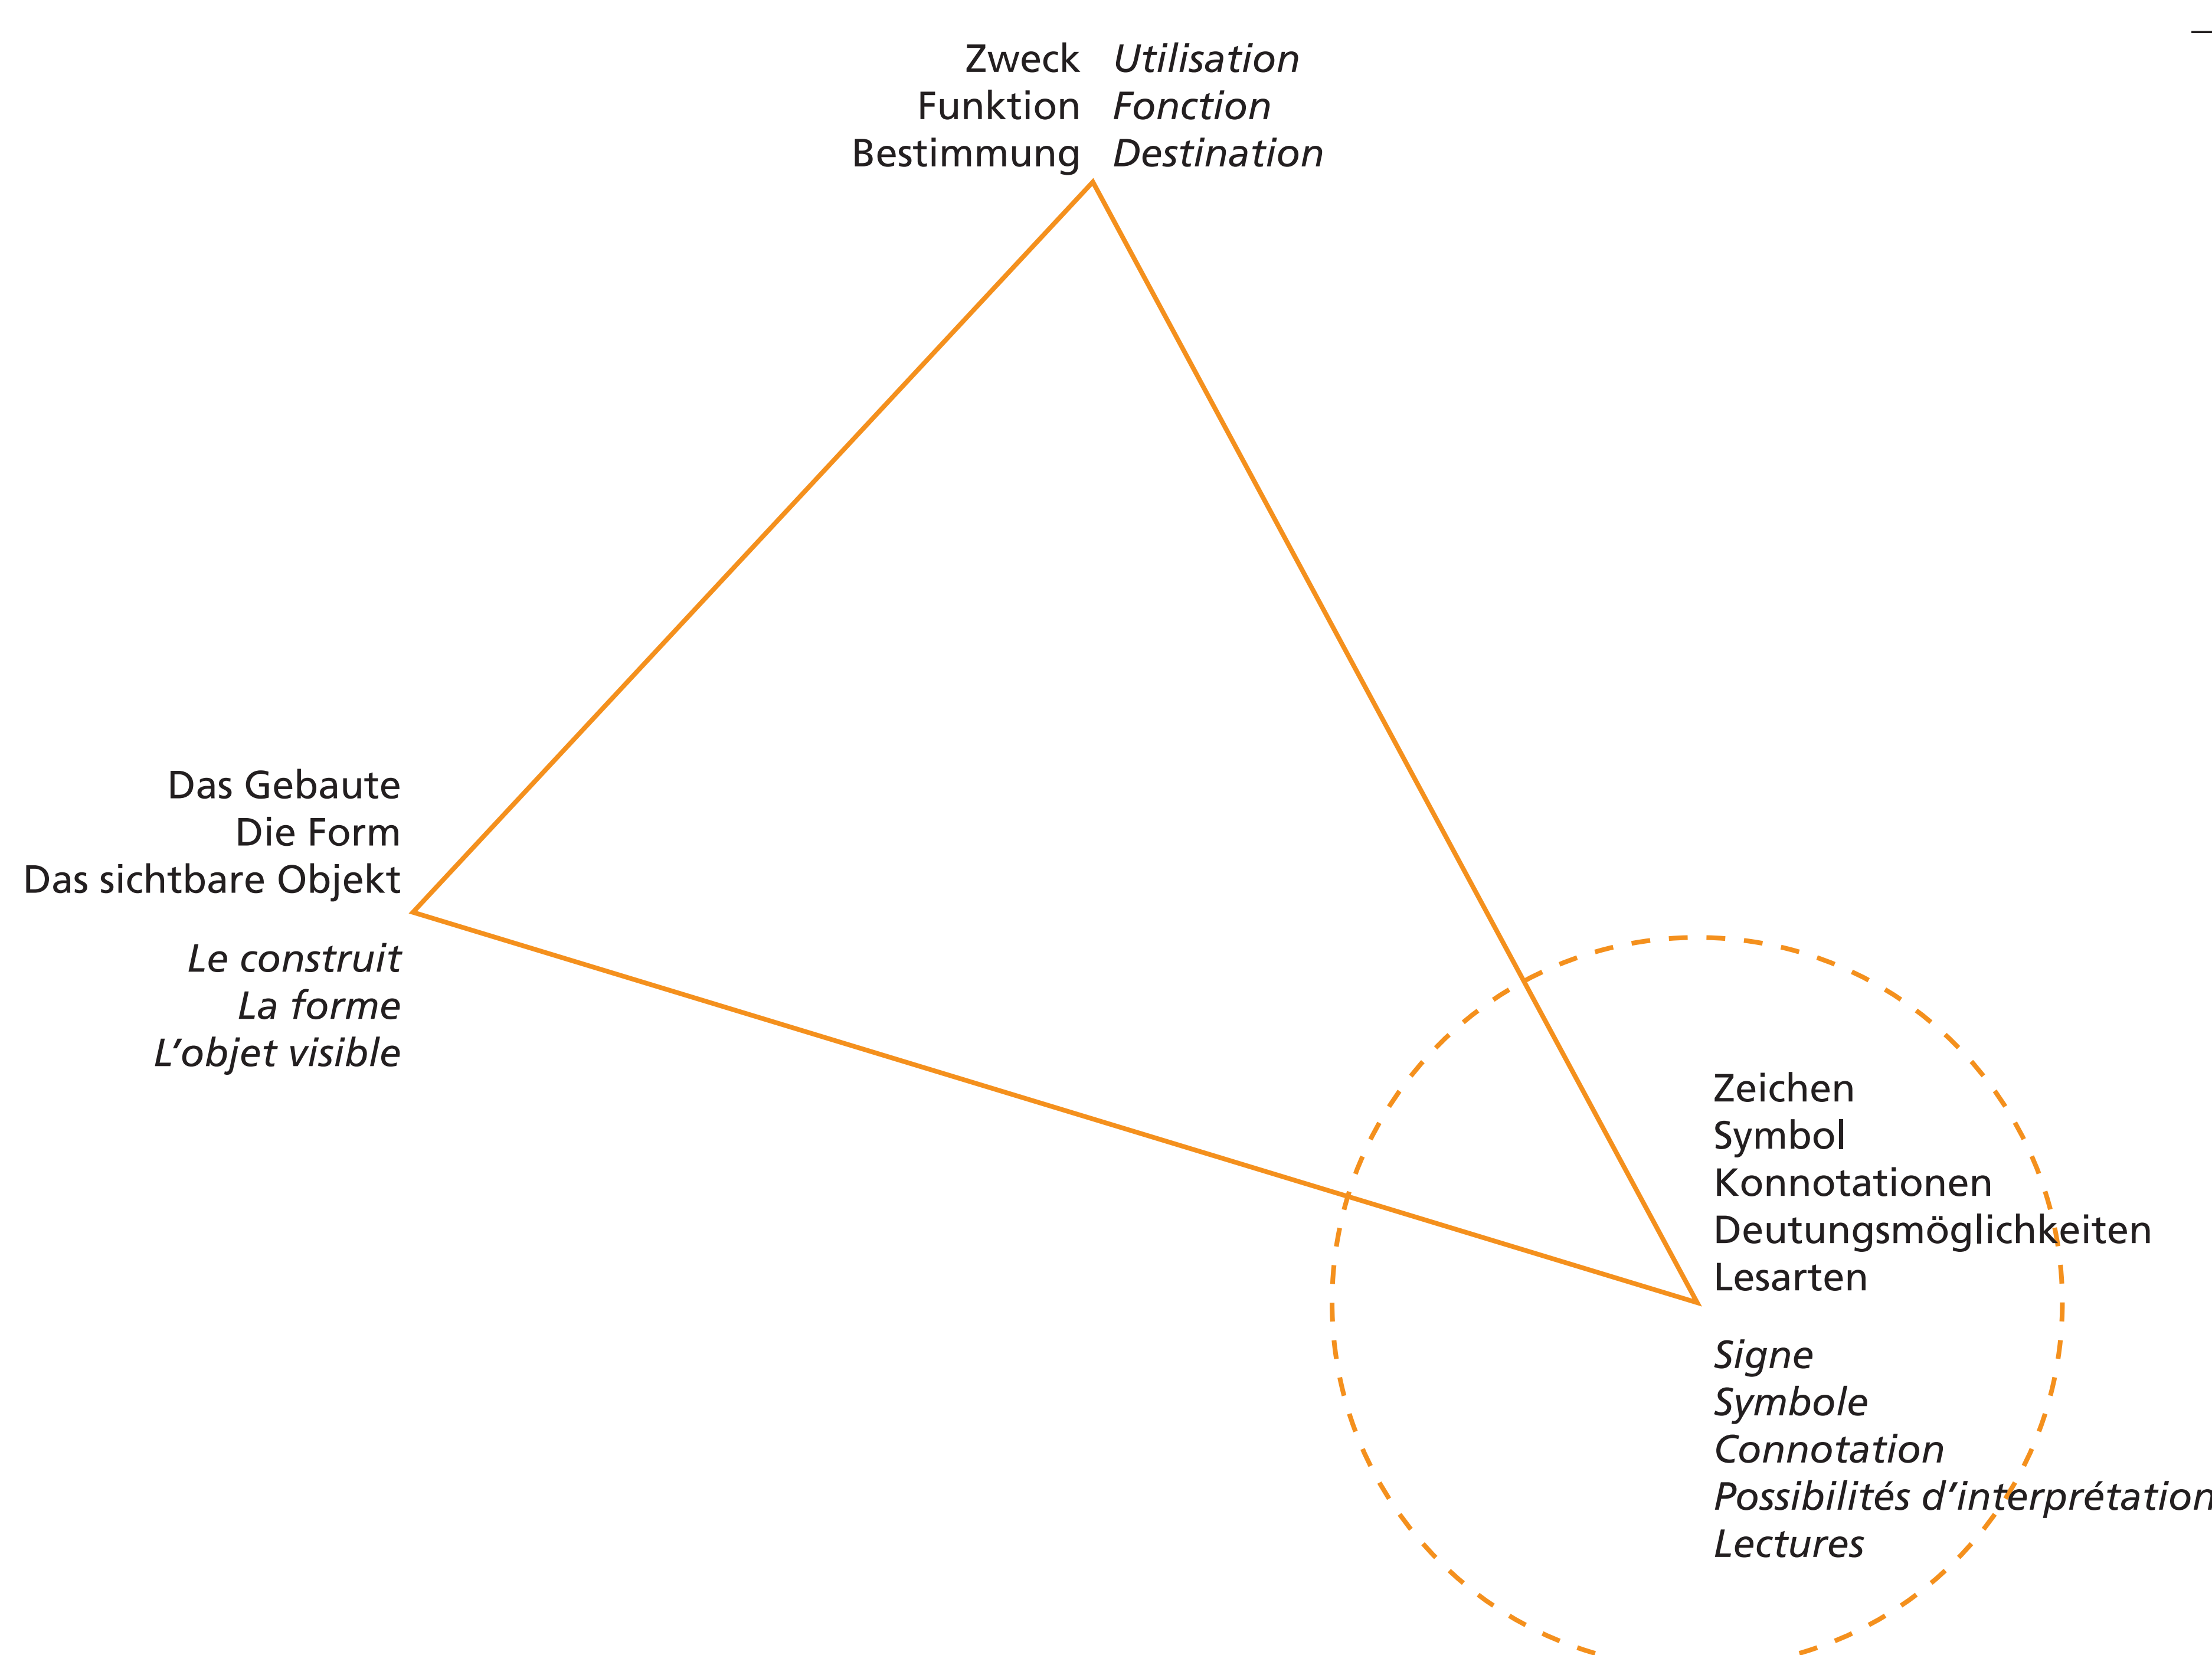 Zweck Utilisation
Funktion Fonction
Bestimmung Destination
Das Gebaute
Die Form
Das sichtbare Objekt
Le construit
La forme
L’objet visible
Zeichen
Symbol
Konnotationen
Deutungsmöglichkeiten
Lesarten
Signe
Symbole
Connotation
Possibilités d’interprétation
Lectures